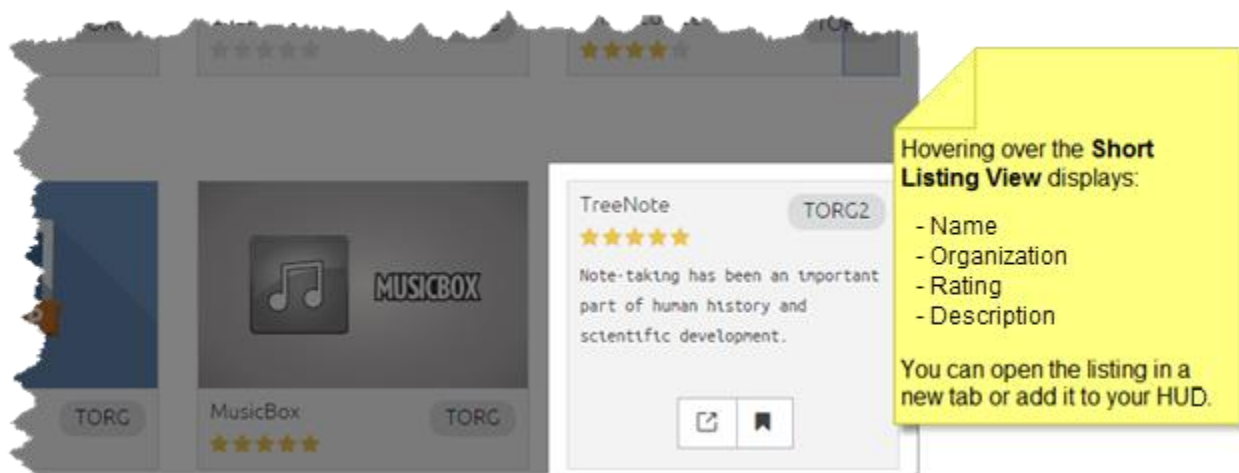 TORG
TreeNote
TORG2
Note-taking has been an important
part of human history and
scientific development.
MUSICBOX
TORG
MusicBox
TORG
Hovering over the Short
Listing View displays:
- Name
- Organization
- Rating
- Description
You can open the listing in a
new tab or add it to your HUD.